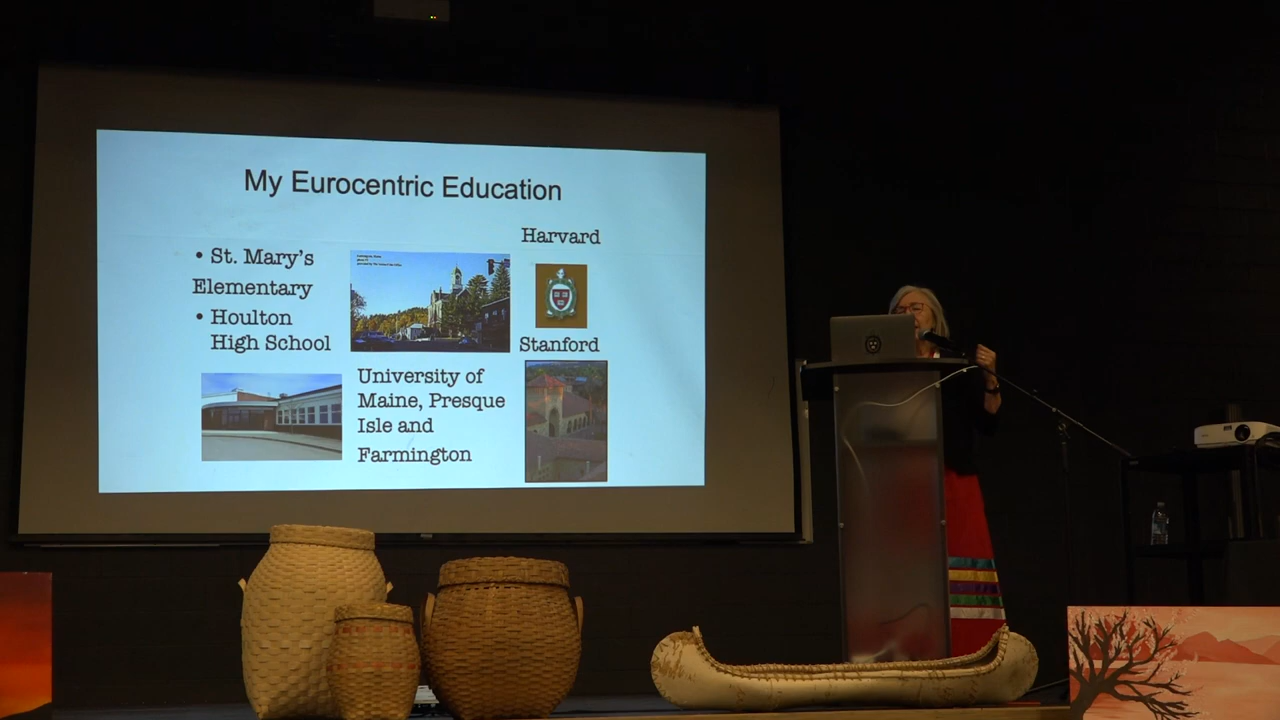 My Eurocentric Education
• St. Mary's
Elementary
• Houlton
High School
University of
Maine, Presque
Isle and
Farmington
Harvard
Stanford